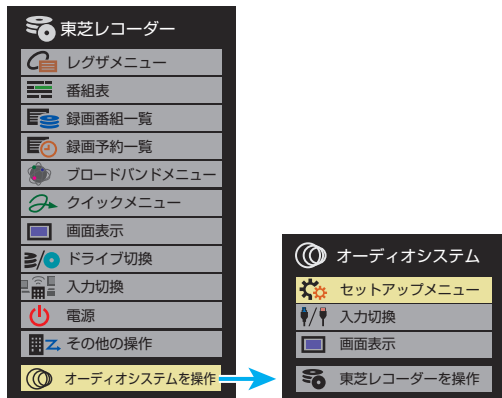 東芝レコーダー
レグザメニュー
番組表
録画番組一覧
録画予約一覧
ブロードバンドメニュー
クイックメニュー
画面表示
ドライブ切換
入力切換
電源
その他の操作
オーディオシステムを操作
オーディオシステム
セットアップメニュー
入力切換
画面表示
東芝レコーダーを操作